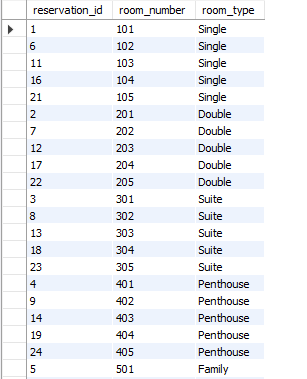 reservation_id room_number room_type
1 101 Single
6 102 Single
11 103 Single
16 104 Single
21 105 Single
2 201 Double
7 202 Double
12 203 Double
17 204 Double
22 205 Double
3 301 Suite
8 302 Suite
13 303 Suite
18 304 Suite
23 305 Suite
4 401 Penthouse
9 402 Penthouse
14 403 Penthouse
19 404 Penthouse
24 405 Penthouse
5 501 Family